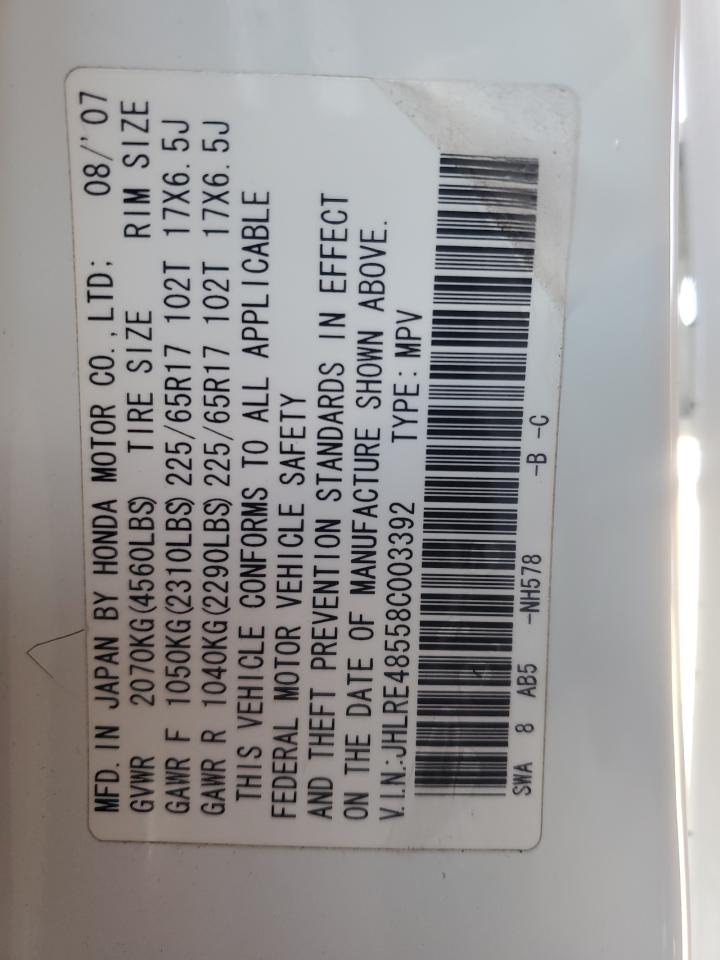 MFD. IN JAPAN BY HONDA MOTOR CO., LTD; 08/'07
GVWR 2070KG(4560LBS) TIRE SIZE RIM SIZE
GAWR F 1050KG(2310LBS) 225/65R17 102T 17X6.5J
GAWR R 1040KG(2290LBS) 225/65R17 102T 17X6.5J
THIS VEHICLE CONFORMS TO ALL APPLICABLE
FEDERAL MOTOR VEHICLE SAFETY
AND THEFT PREVENTION STANDARDS IN EFFECT
ON THE DATE OF MANUFACTURE SHOWN ABOVE.
V.I.N.:JHLRE48558C003392 TYPE:MPV
SWA 8 AB5 -NH578 -B -C